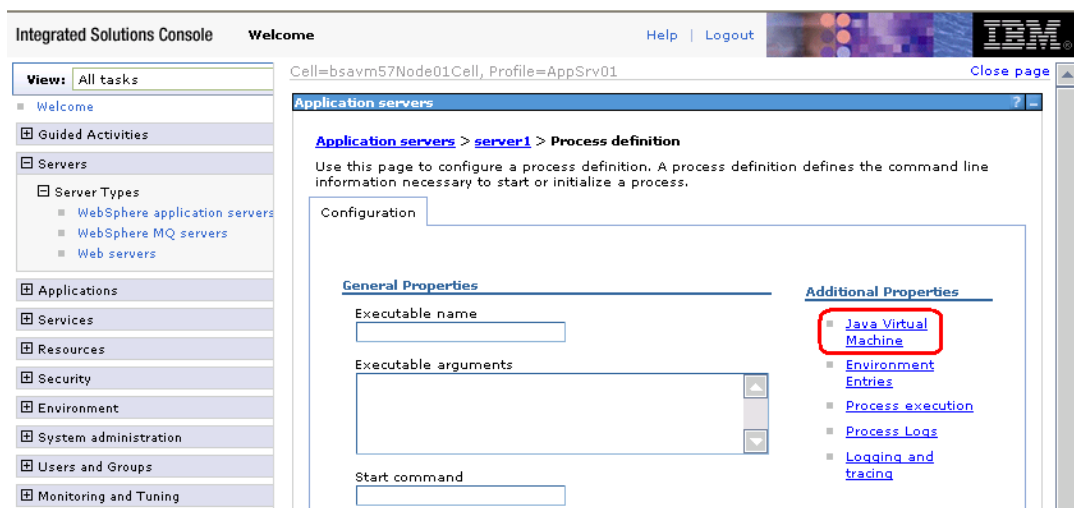 Integrated Solutions Console Welcome Help | Logout IBM®
View: All tasks
Welcome
Guided Activities
Servers
Server Types
WebSphere application servers
WebSphere MQ servers
Web servers
Applications
Services
Resources
Security
Environment
System administration
Users and Groups
Monitoring and Tuning
Cell=bsavm57Node01Cell, Profile=AppSrv01 Close page
Application servers ? –
Application servers > server1 > Process definition
Use this page to configure a process definition. A process definition defines the command line
information necessary to start or initialize a process.
Configuration
General Properties
Executable name
Executable arguments
Start command
Additional Properties
Java Virtual
Machine
Environment
Entries
Process execution
Process Logs
Logging and
tracing